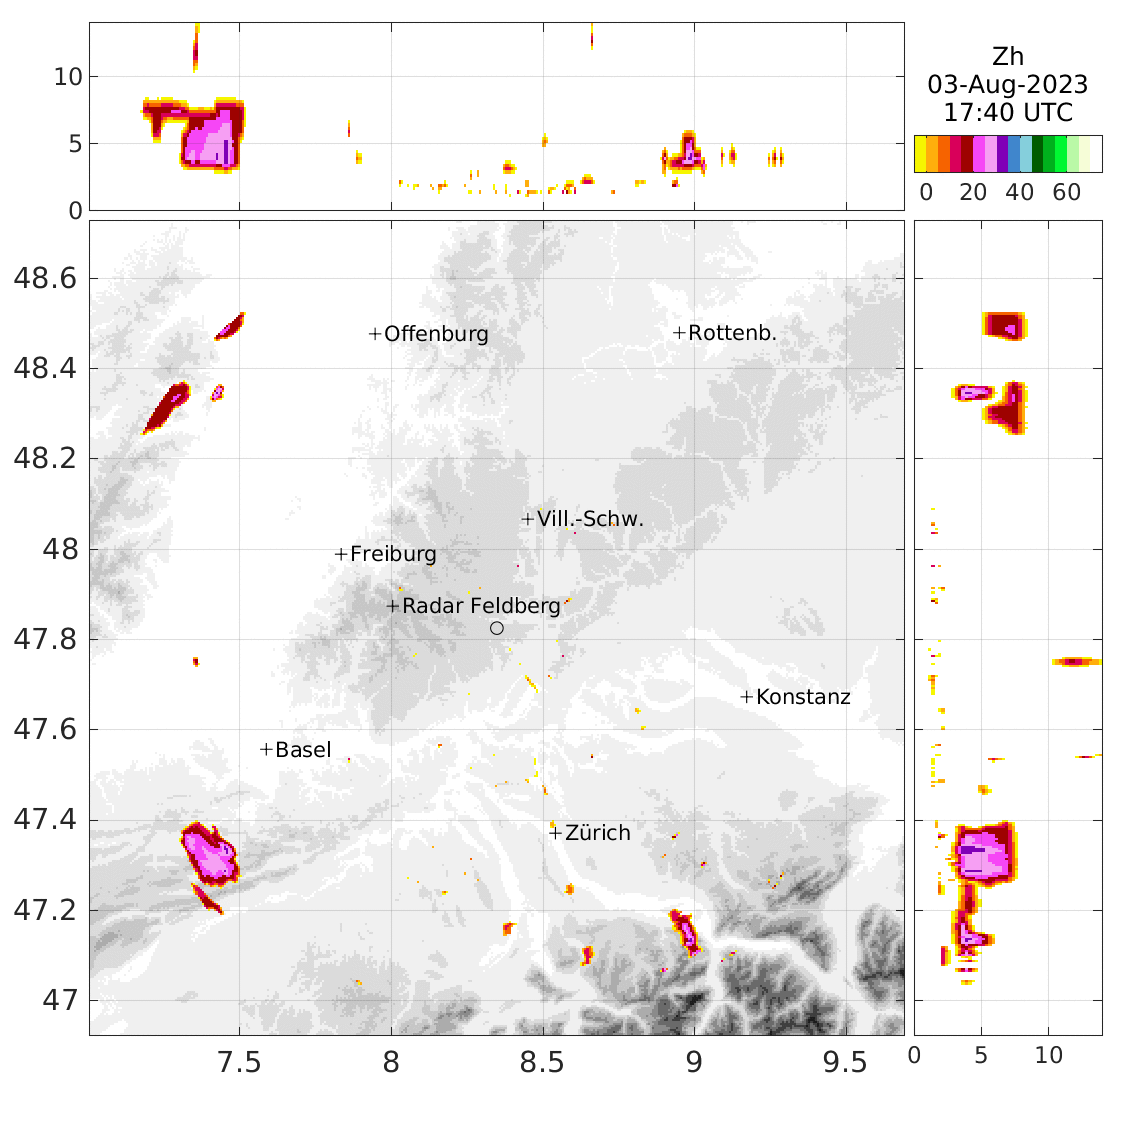 10
5
0
Zh
03-Aug-2023
17:40 UTC
0 20 40 60
48.6
48.4
48.2
48
47.8
47.6
47.4
47.2
47
Offenburg
Rottenb.
Vill.-Schw.
Freiburg
Radar Feldberg
Konstanz
Basel
Zürich
7.5 8 8.5 9 9.5
0 5 10